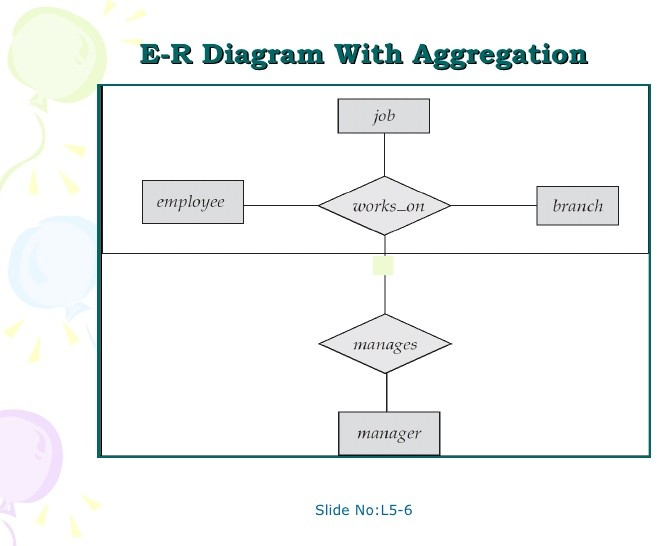 E-R Diagram With Aggregation
job
employee
works_on
branch
manages
manager
Slide No:L5-6